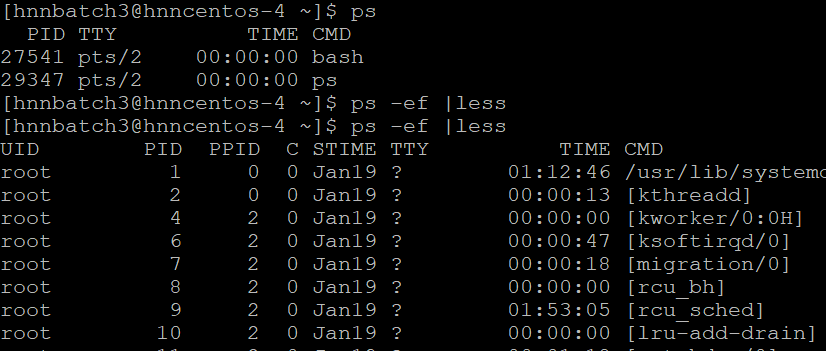 [hnnbatch3@hnncentos-4 ~]$ ps
  PID TTY          TIME CMD
27541 pts/2    00:00:00 bash
29347 pts/2    00:00:00 ps
[hnnbatch3@hnncentos-4 ~]$ ps -ef |less
[hnnbatch3@hnncentos-4 ~]$ ps -ef |less
UID        PID  PPID  C STIME TTY          TIME CMD
root         1     0  0 Jan19 ?        01:12:46 /usr/lib/systemd
root         2     0  0 Jan19 ?        00:00:13 [kthreadd]
root         4     2  0 Jan19 ?        00:00:00 [kworker/0:0H]
root         6     2  0 Jan19 ?        00:00:47 [ksoftirqd/0]
root         7     2  0 Jan19 ?        00:00:18 [migration/0]
root         8     2  0 Jan19 ?        00:00:00 [rcu_bh]
root         9     2  0 Jan19 ?        01:53:05 [rcu_sched]
root        10     2  0 Jan19 ?        00:00:00 [lru-add-drain]